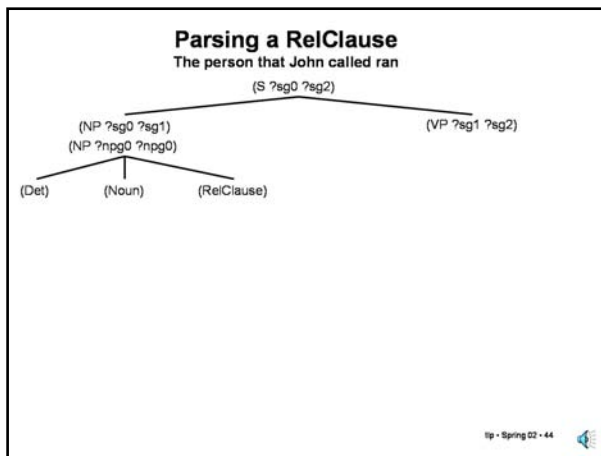 Parsing a RelClause
The person that John called ran
(S ?sg0 ?sg2)
(NP ?sg0 ?sg1) (VP ?sg1 ?sg2)
(NP ?npg0 ?npg0)
(Det) (Noun) (RelClause)
tlp • Spring 02 • 44